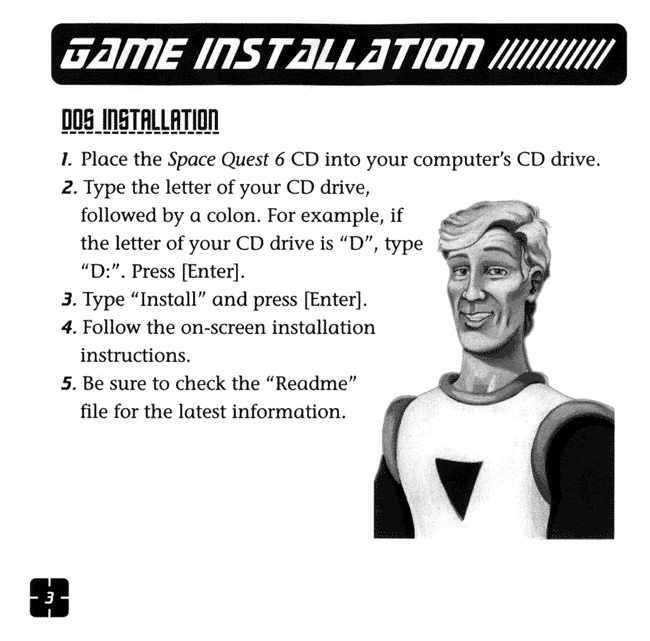 GAME INSTALLATION
DOS INSTALLATION
1. Place the Space Quest 6 CD into your computer's CD drive.
2. Type the letter of your CD drive,
followed by a colon. For example, if
the letter of your CD drive is “D”, type
“D:”. Press [Enter].
3. Type “Install” and press [Enter].
4. Follow the on-screen installation
instructions.
5. Be sure to check the “Readme”
file for the latest information.
3